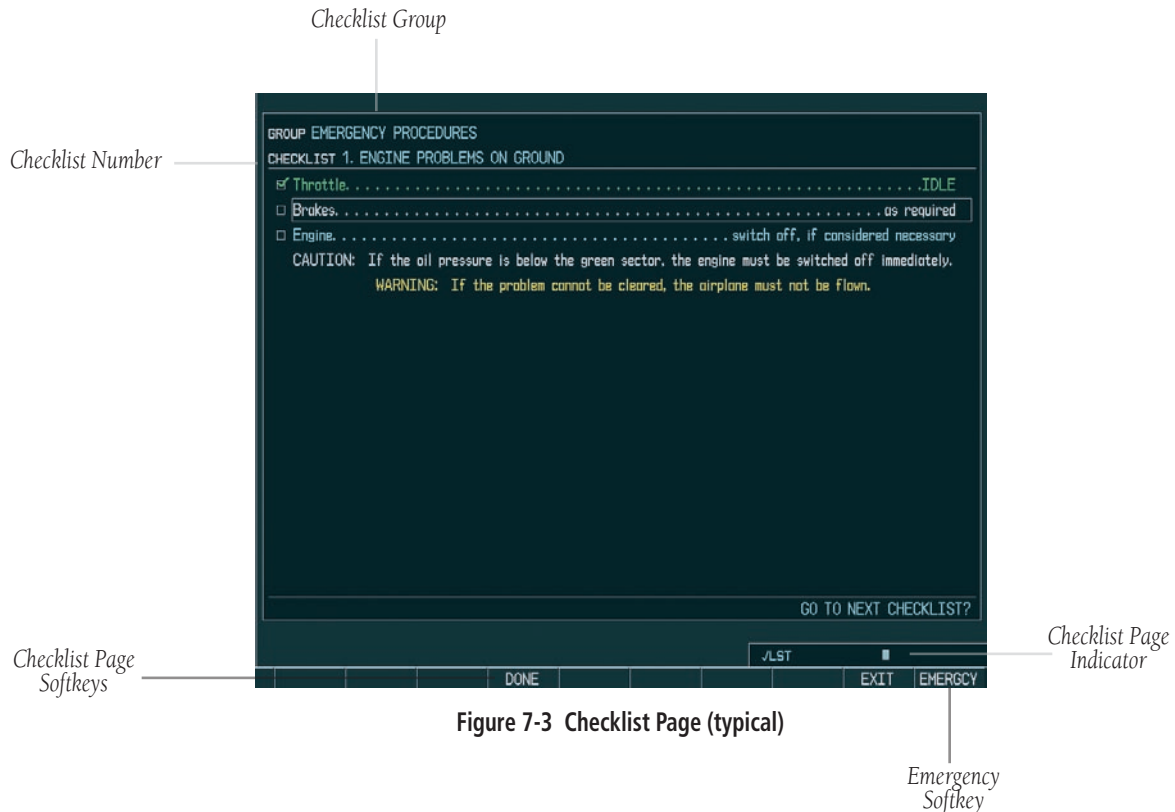 Checklist Group
GROUP EMERGENCY PROCEDURES
Checklist Number
CHECKLIST 1. ENGINE PROBLEMS ON GROUND
Throttle. . . . . . . . . . . . . . . . . . . . . . . . . . . . . . . . . . . . . . . . . . . . . . . . . . . . . . . . . . . .IDLE
Brakes. . . . . . . . . . . . . . . . . . . . . . . . . . . . . . . . . . . . . . . . . . . . . . . . . . . . . . as required
Engine. . . . . . . . . . . . . . . . . . . . . . . . . . . . . . . . . . . . . . . switch off, if considered necessary
CAUTION: If the oil pressure is below the green sector, the engine must be switched off immediately.
WARNING: If the problem cannot be cleared, the airplane must not be flown.
GO TO NEXT CHECKLIST?
Checklist Page
Indicator
√LST
Checklist Page
Softkeys
DONE EXIT EMERGCY
Figure 7-3 Checklist Page (typical)
Emergency
Softkey